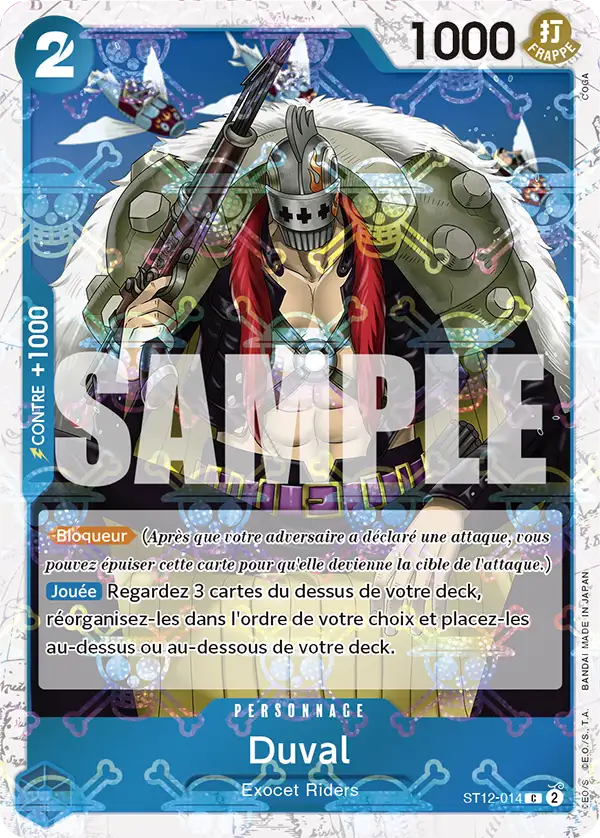 2
1000
打
FRAPPE
COGA
CONTRE +1000
SAMPLE
Bloqueur (Après que votre adversaire a déclaré une attaque, vous
pouvez épuiser cette carte pour qu'elle devienne la cible de l'attaque.)
Jouée Regardez 3 cartes du dessus de votre deck,
réorganisez-les dans l'ordre de votre choix et placez-les
au-dessus ou au-dessous de votre deck.
PERSONNAGE
Duval
Exocet Riders
ST12-014 C 2
©E.O./S. ©E.O./S.,T.A. BANDAI MADE IN JAPAN